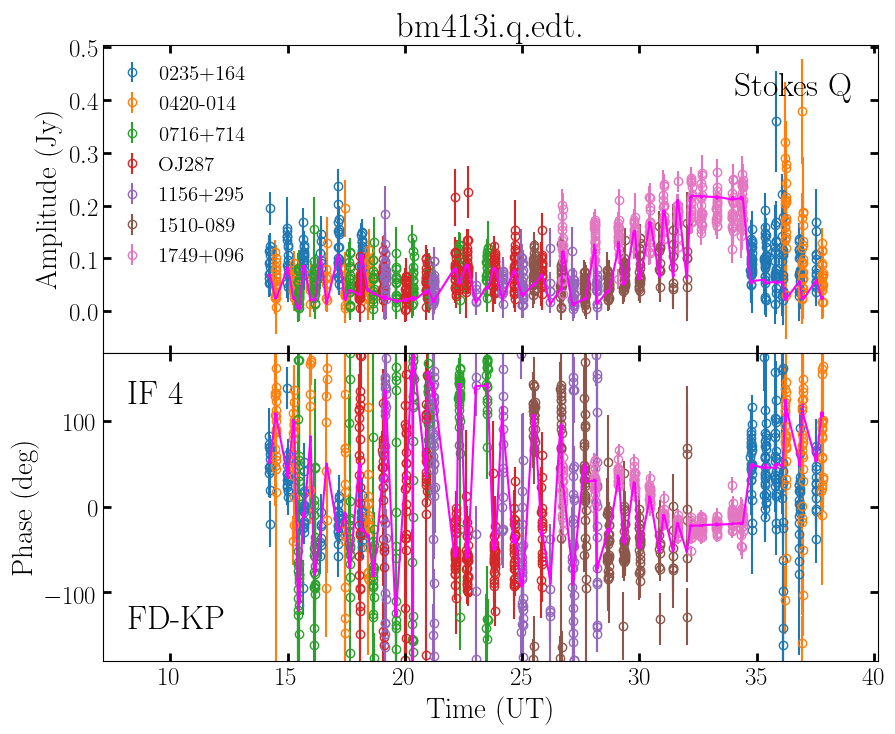 bm413i.q.edt.
0.5
0.4
0.3
0.2
0.1
0.0
Amplitude (Jy)
0235+164
0420-014
0716+714
OJ287
1156+295
1510-089
1749+096
Stokes Q
100
0
−100
Phase (deg)
IF 4
FD-KP
10 15 20 25 30 35 40
Time (UT)